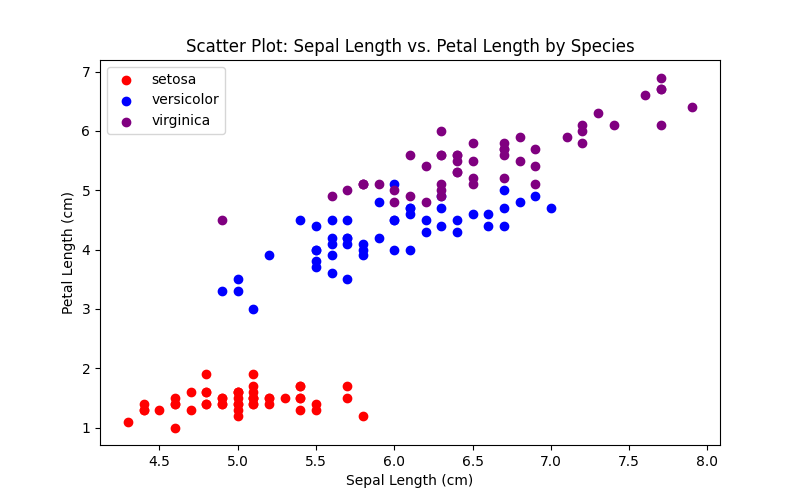 Scatter Plot: Sepal Length vs. Petal Length by Species
setosa
versicolor
virginica
Petal Length (cm)
7
6
5
4
3
2
1
4.5 5.0 5.5 6.0 6.5 7.0 7.5 8.0
Sepal Length (cm)